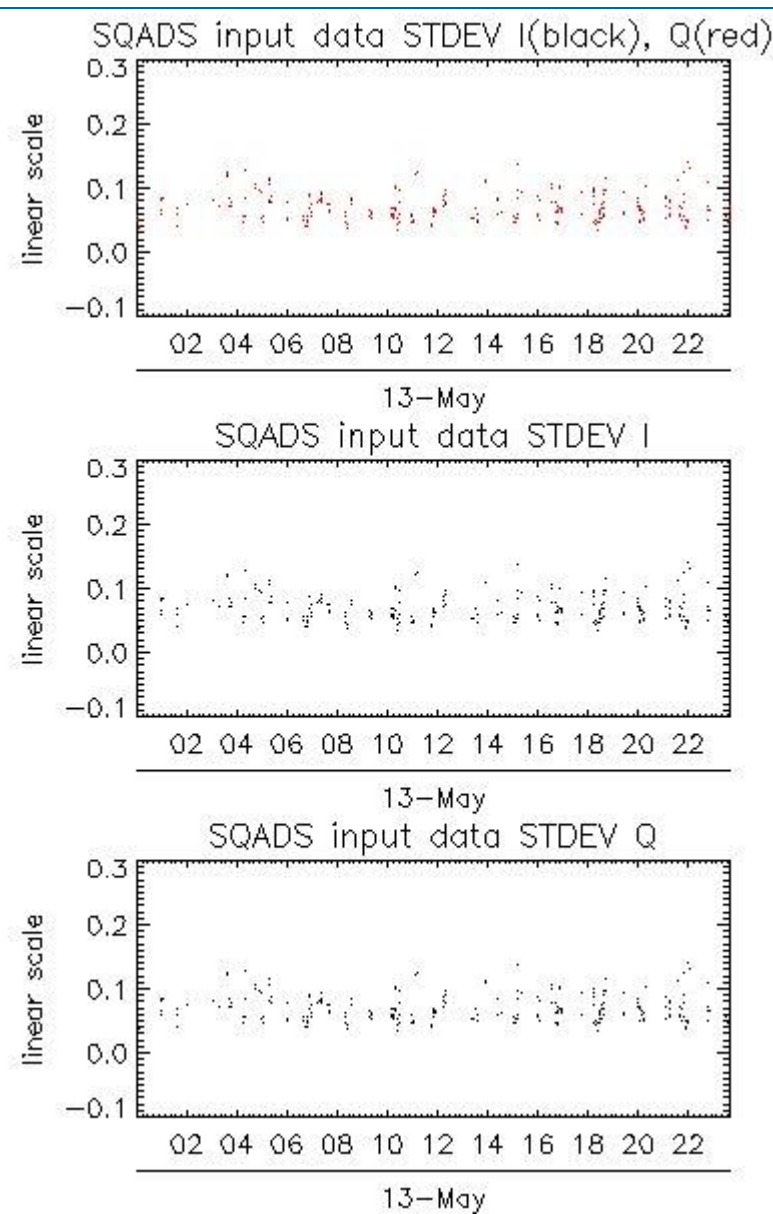 SQADS input data STDEV I(black), Q(red)
0.3
0.2
0.1
0.0
−0.1
linear scale
02 04 06 08 10 12 14 16 18 20 22
13−May
SQADS input data STDEV I
0.3
0.2
0.1
0.0
−0.1
linear scale
02 04 06 08 10 12 14 16 18 20 22
13−May
SQADS input data STDEV Q
0.3
0.2
0.1
0.0
−0.1
linear scale
02 04 06 08 10 12 14 16 18 20 22
13−May